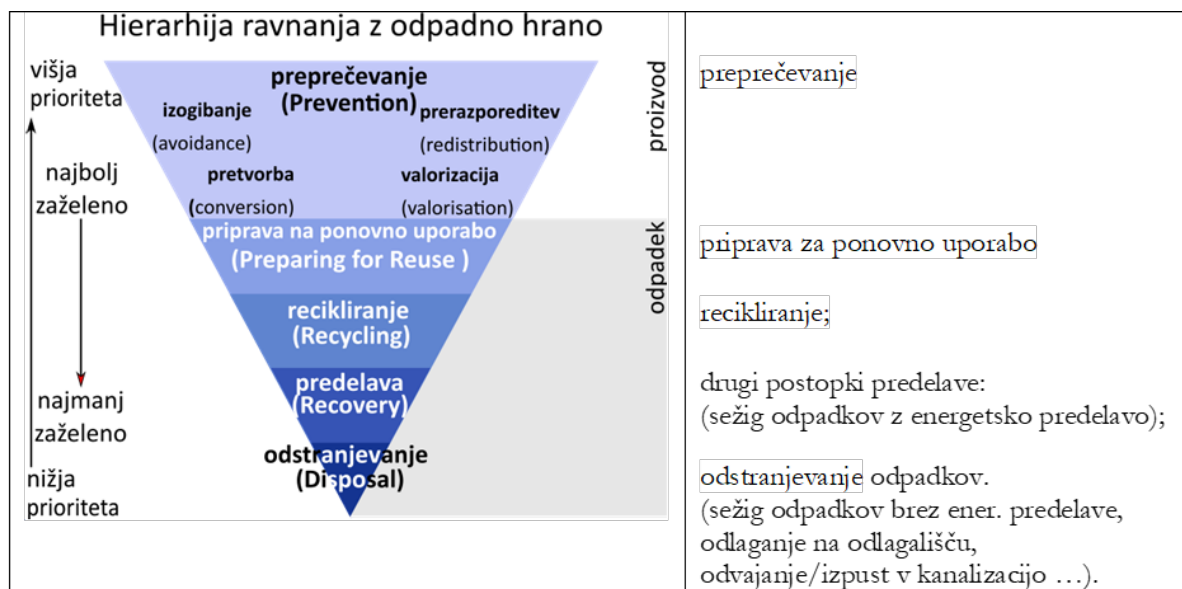 Hierarhija ravnanja z odpadno hrano
višja
prioriteta
najbolj
zaželeno
najmanj
zaželeno
nižja
prioriteta
preprečevanje
(Prevention)
izogibanje
(avoidance)
prerazporeditev
(redistribution)
pretvorba
(conversion)
valorizacija
(valorisation)
priprava na ponovno uporabo
(Preparing for Reuse )
recikliranje
(Recycling)
predelava
(Recovery)
odstranjevanje
(Disposal)
proizvod
odpadek
preprečevanje
priprava za ponovno uporabo
recikliranje;
drugi postopki predelave:
(sežig odpadkov z energetsko predelavo);
odstranjevanje odpadkov.
(sežig odpadkov brez ener. predelave,
odlaganje na odlagališču,
odvajanje/izpust v kanalizacijo …).